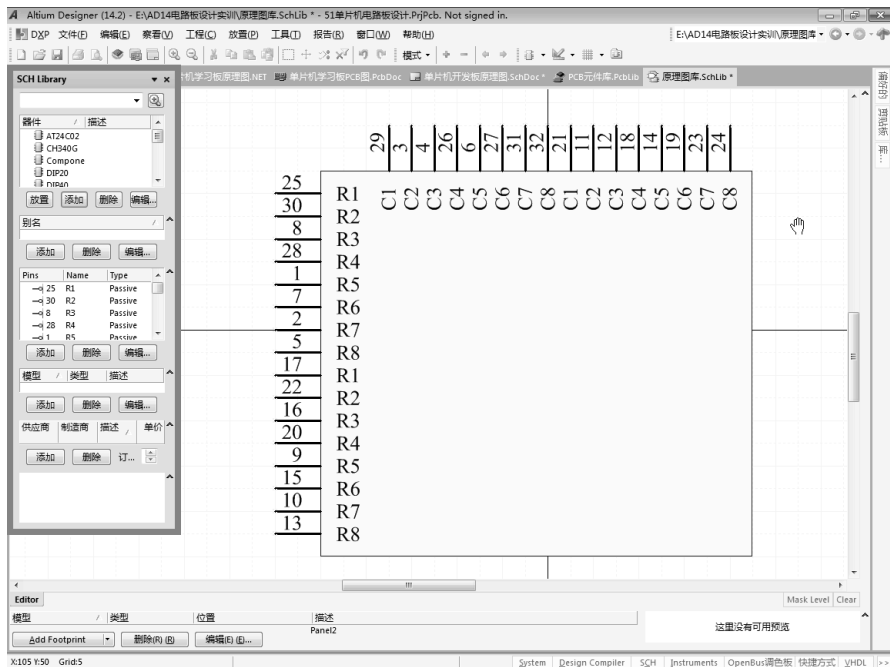 Altium Designer (14.2) - E:\AD14电路板设计实训\原理图库.SchLib * - 51单片机电路板设计.PrjPcb. Not signed in.
DXP 文件(F) 编辑(E) 察看(V) 工程(C) 放置(P) 工具(T) 报告(R) 窗口(W) 帮助(H) E:\AD14电路板设计实训\原理图库
模式
SCH Library
机学习板原理图.NET 单片机学习板PCB图.PcbDoc 单片机开发板原理图.SchDoc * PCB元件库.PcbLib 原理图库.SchLib *
偏好的 剪贴板 库...
器件 / 描述
AT24C02
CH340G
Compone
DIP20
DIP40
放置 添加 删除 编辑...
别名 /
添加 删除 编辑...
Pins Name Type
25 R1 Passive
30 R2 Passive
8 R3 Passive
28 R4 Passive
1 R5 Passive
添加 删除 编辑...
模型 / 类型 描述
添加 删除 编辑...
供应商 制造商 描述 / 单价
添加 删除 订...
29 3 4 26 6 27 31 32 21 11 12 18 14 19 23 24
C1 C2 C3 C4 C5 C6 C7 C8 C1 C2 C3 C4 C5 C6 C7 C8
25 R1
30 R2
8 R3
28 R4
1 R5
7 R6
2 R7
5 R8
17 R1
22 R2
16 R3
20 R4
9 R5
15 R6
10 R7
13 R8
Editor Mask Level Clear
模型 / 类型 位置 描述
Panel2
这里没有可用预览
Add Footprint 删除(R) (R) 编辑(E) (E)...
X:105 Y:50 Grid:5 System Design Compiler SCH Instruments OpenBus调色板 快捷方式 VHDL >>